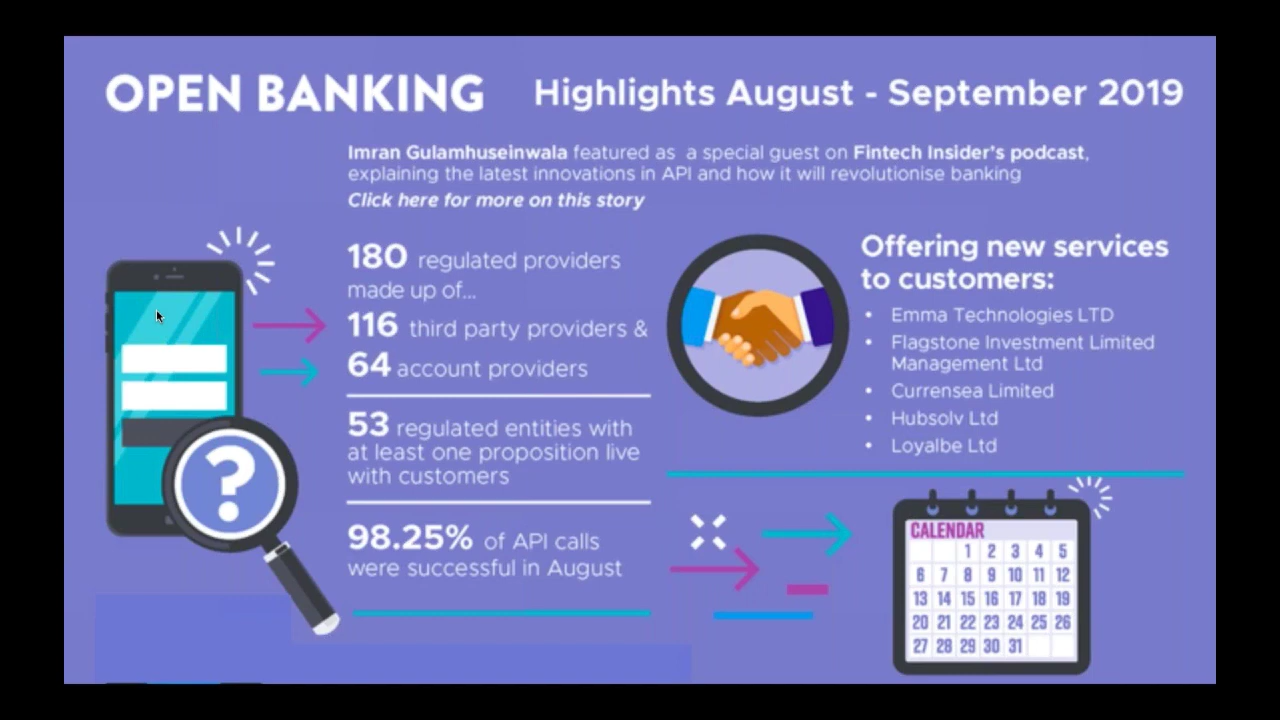 OPEN BANKING
Highlights August - September 2019
Imran Gulamhuseinwala featured as a special guest on Fintech Insider's podcast,
explaining the latest innovations in API and how it will revolutionise banking
Click here for more on this story
180 regulated providers
made up of...
116 third party providers &
64 account providers
53 regulated entities with
at least one proposition live
with customers
98.25% of API calls
were successful in August
?
Offering new services
to customers:
• Emma Technologies LTD
• Flagstone Investment Limited
Management Ltd
• Currensea Limited
• Hubsolv Ltd
• Loyalbe Ltd
CALENDAR
1 2 3 4 5
6 7 8 9 10 11 12
13 14 15 16 17 18 19
20 21 22 23 24 25 26
27 28 29 30 31